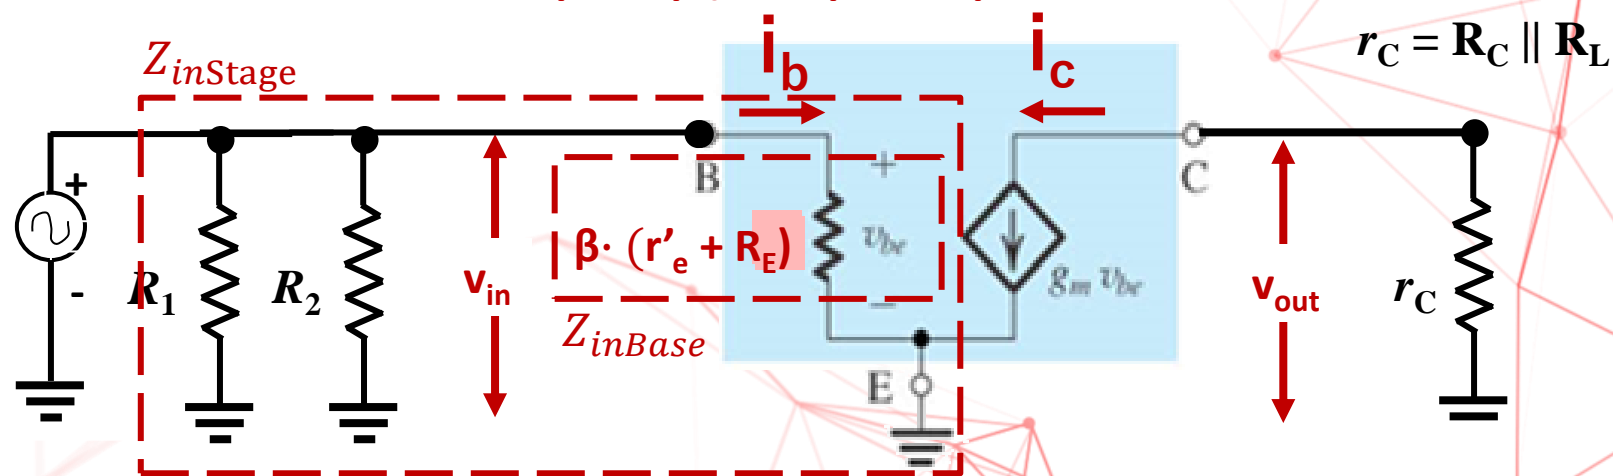 r_C = R_C || R_L
Z_inStage
i_b
i_c
B
+
C
+
-
R_1
R_2
v_in
β· (r’_e + R_E)
v_be
g_m v_be
v_out
r_C
−
Z_inBase
E